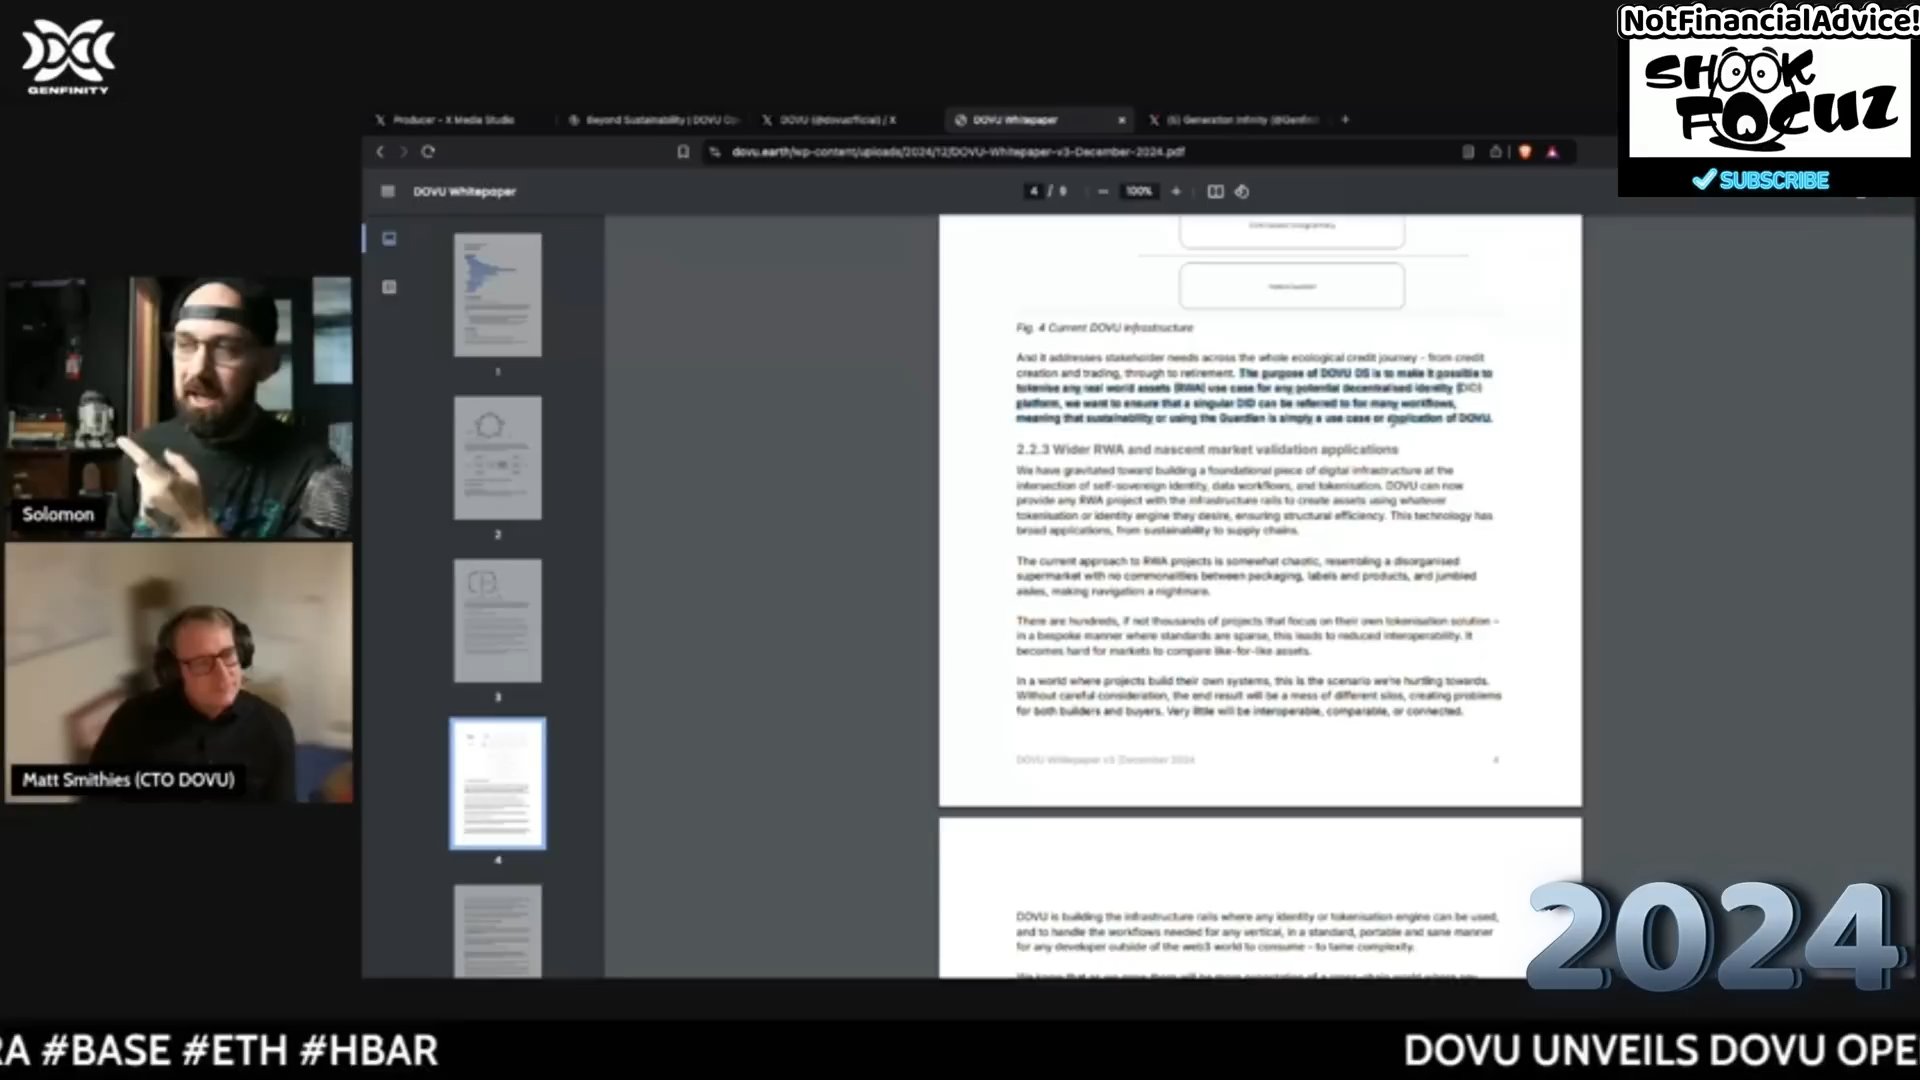 GENFINITY
NotFinancialAdvice!
SHOOK
FOCUZ
SUBSCRIBE
Producer - X Media Studio
Beyond Sustainability | DOVU Op
DOVU (@dovuofficial) / X
DOVU Whitepaper
(5) Generation Infinity (@Genfini
dovu.earth/wp-content/uploads/2024/12/DOVU-Whitepaper-v3-December-2024.pdf
DOVU Whitepaper
4 / 9
100%
1
2
3
4
Fig. 4 Current DOVU infrastructure
And it addresses stakeholder needs across the whole ecological credit journey - from credit
creation and trading, through to retirement. The purpose of DOVU OS is to make it possible to
tokenise any real world assets (RWA) use case for any potential decentralised identity (DID)
platform, we want to ensure that a singular DID can be referred to for many workflows,
meaning that sustainability or using the Guardian is simply a use case or application of DOVU.
2.2.3 Wider RWA and nascent market validation applications
We have gravitated toward building a foundational piece of digital infrastructure at the
intersection of self-sovereign identity, data workflows, and tokenisation. DOVU can now
provide any RWA project with the infrastructure rails to create assets using whatever
tokenisation or identity engine they desire, ensuring structural efficiency. This technology has
broad applications, from sustainability to supply chains.
The current approach to RWA projects is somewhat chaotic, resembling a disorganised
supermarket with no commonalities between packaging, labels and products, and jumbled
aisles, making navigation a nightmare.
There are hundreds, if not thousands of projects that focus on their own tokenisation solution -
in a bespoke manner where standards are sparse, this leads to reduced interoperability. It
becomes hard for markets to compare like-for-like assets.
In a world where projects build their own systems, this is the scenario we're hurtling towards.
Without careful consideration, the end result will be a mess of different silos, creating problems
for both builders and buyers. Very little will be interoperable, comparable, or connected.
DOVU Whitepaper v3 December 2024
4
DOVU is building the infrastructure rails where any identity or tokenisation engine can be used,
and to handle the workflows needed for any vertical, in a standard, portable and sane manner
for any developer outside of the web3 world to consume - to tame complexity.
Solomon
Matt Smithies (CTO DOVU)
2024
RA #BASE #ETH #HBAR
DOVU UNVEILS DOVU OPE